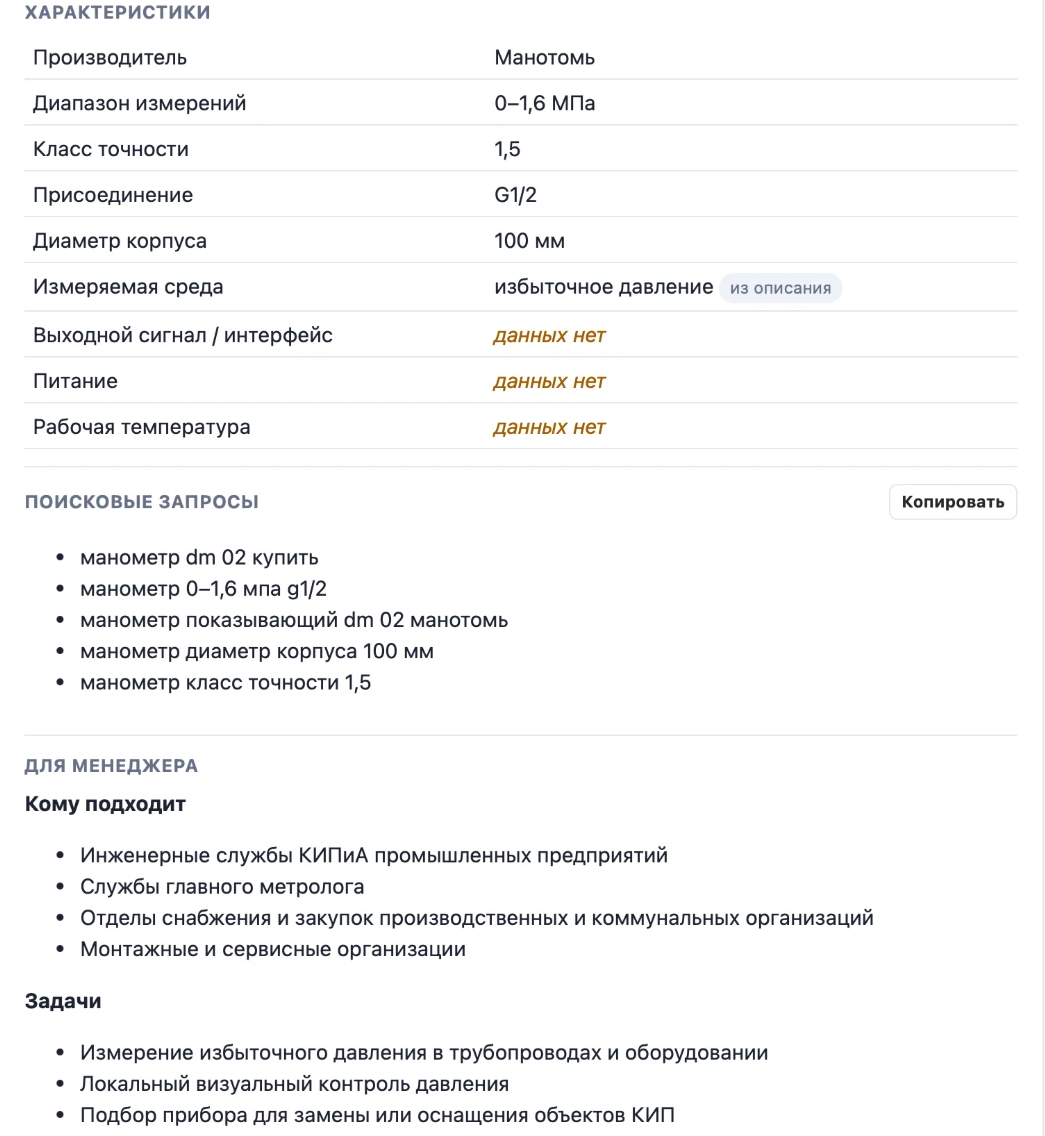 ХАРАКТЕРИСТИКИ
Производитель Манотомь
Диапазон измерений 0–1,6 МПа
Класс точности 1,5
Присоединение G1/2
Диаметр корпуса 100 мм
Измеряемая среда избыточное давление из описания
Выходной сигнал / интерфейс данных нет
Питание данных нет
Рабочая температура данных нет
ПОИСКОВЫЕ ЗАПРОСЫ Копировать
• манометр dm 02 купить
• манометр 0–1,6 мпа g1/2
• манометр показывающий dm 02 манотомь
• манометр диаметр корпуса 100 мм
• манометр класс точности 1,5
ДЛЯ МЕНЕДЖЕРА
Кому подходит
• Инженерные службы КИПиА промышленных предприятий
• Службы главного метролога
• Отделы снабжения и закупок производственных и коммунальных организаций
• Монтажные и сервисные организации
Задачи
• Измерение избыточного давления в трубопроводах и оборудовании
• Локальный визуальный контроль давления
• Подбор прибора для замены или оснащения объектов КИП